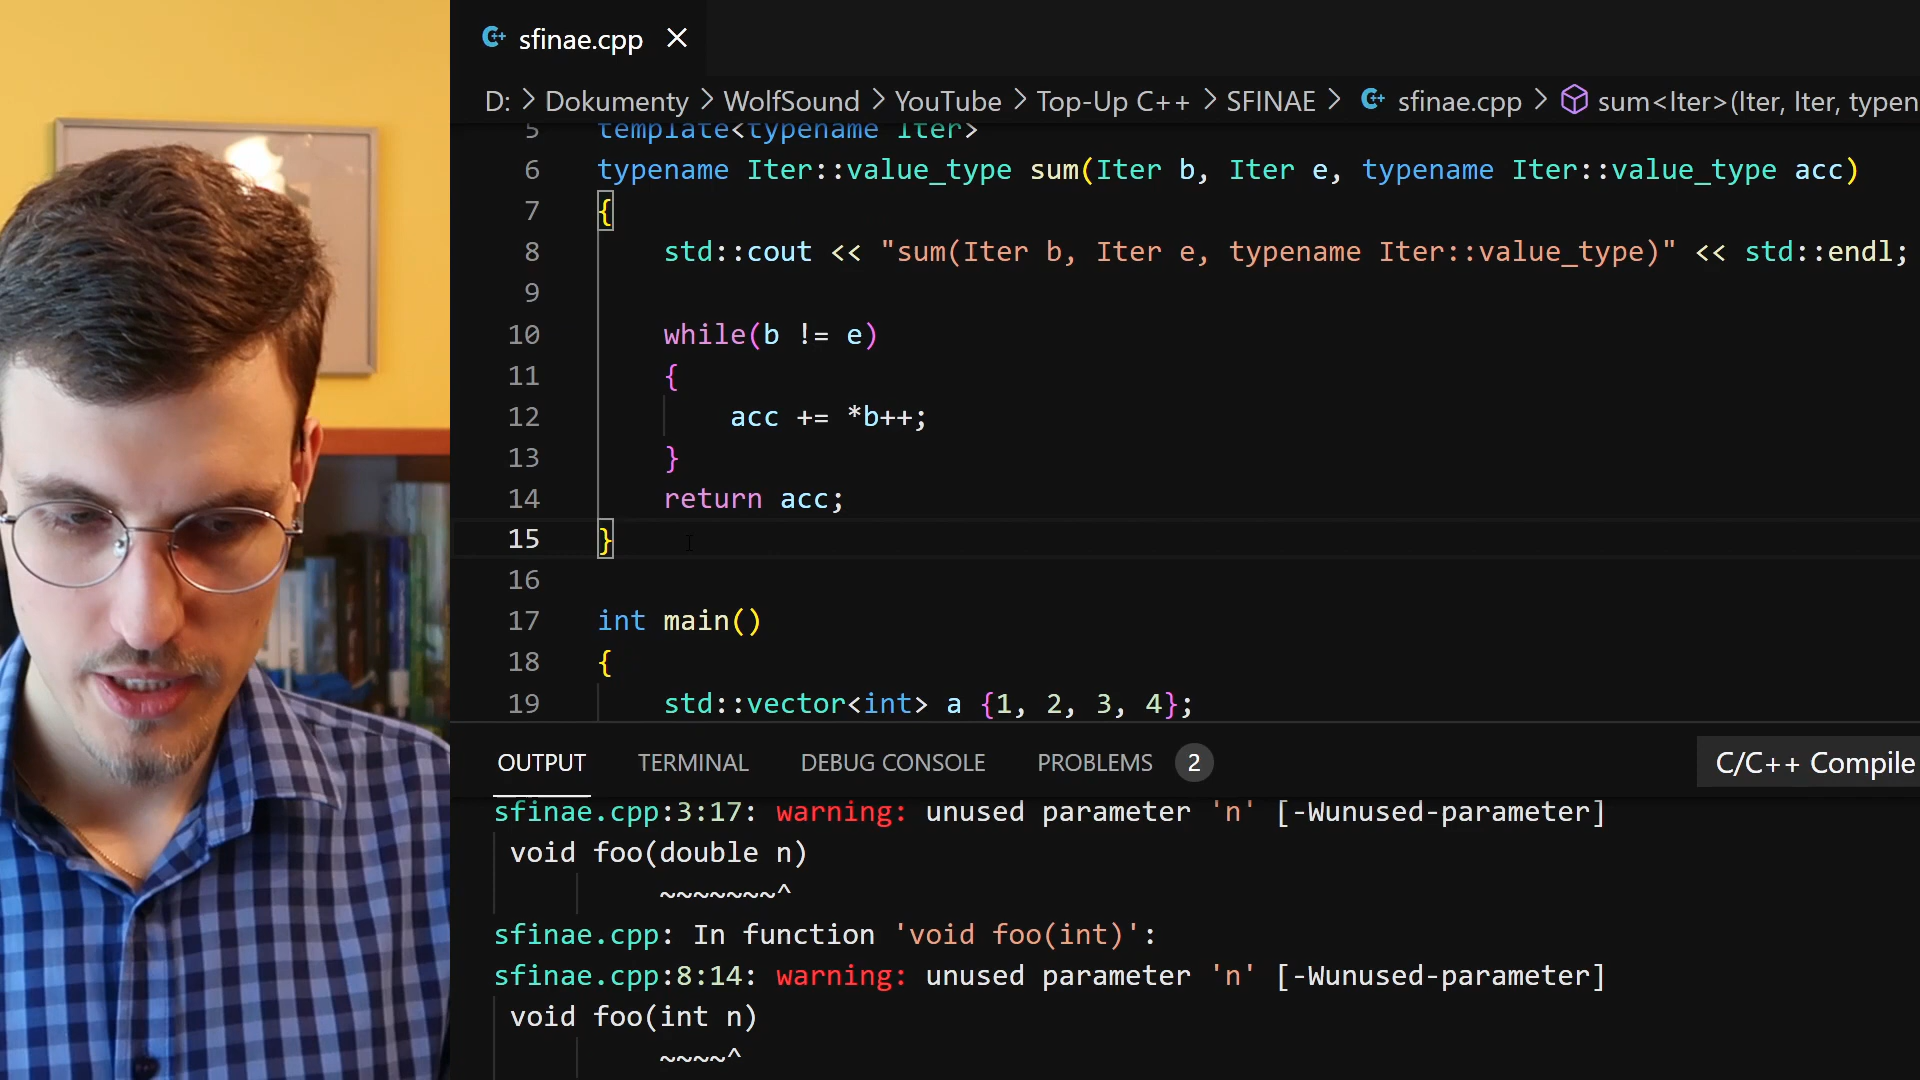 sfinae.cpp
D: > Dokumenty > WolfSound > YouTube > Top-Up C++ > SFINAE > sfinae.cpp > sum<Iter>(Iter, Iter, typen
5 template<typename Iter>
6 typename Iter::value_type sum(Iter b, Iter e, typename Iter::value_type acc)
7 {
8 std::cout << "sum(Iter b, Iter e, typename Iter::value_type)" << std::endl;
9
10 while(b != e)
11 {
12 acc += *b++;
13 }
14 return acc;
15 }
16
17 int main()
18 {
19 std::vector<int> a {1, 2, 3, 4};
OUTPUT TERMINAL DEBUG CONSOLE PROBLEMS 2 C/C++ Compile
sfinae.cpp:3:17: warning: unused parameter 'n' [-Wunused-parameter]
void foo(double n)
~~~~~~~^
sfinae.cpp: In function 'void foo(int)':
sfinae.cpp:8:14: warning: unused parameter 'n' [-Wunused-parameter]
void foo(int n)
~~~~^